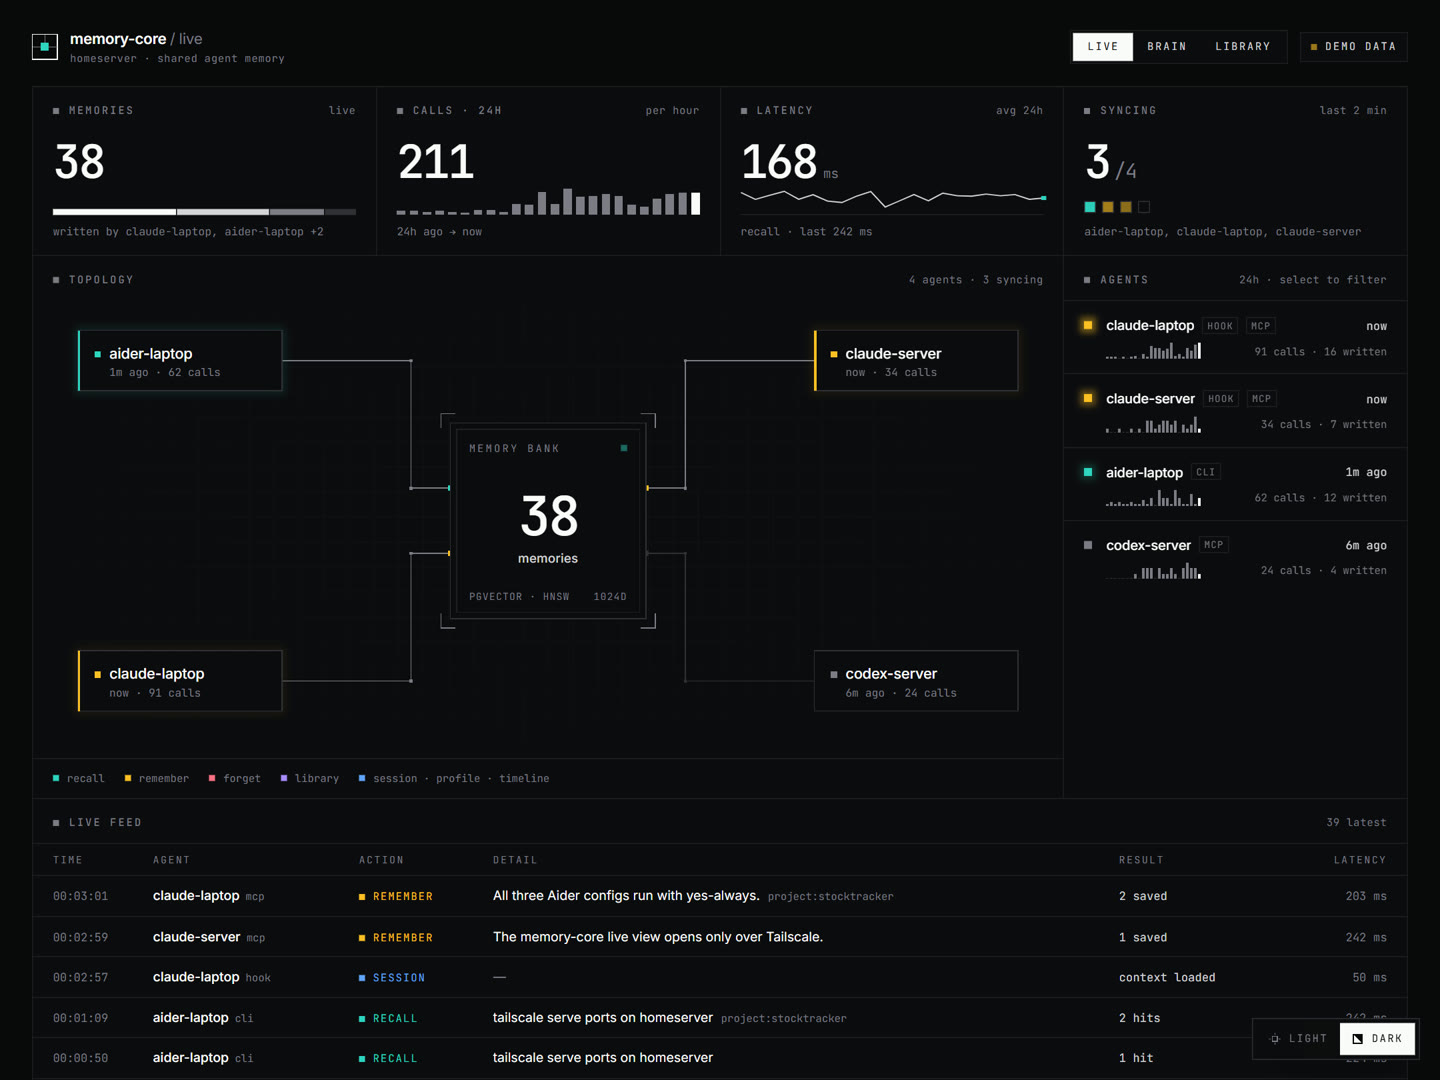 memory-core / live
homeserver · shared agent memory
LIVE BRAIN LIBRARY
DEMO DATA
MEMORIES live
38
written by claude-laptop, aider-laptop +2
CALLS · 24H per hour
211
24h ago → now
LATENCY avg 24h
168 ms
recall · last 242 ms
SYNCING last 2 min
3 /4
aider-laptop, claude-laptop, claude-server
TOPOLOGY 4 agents · 3 syncing
aider-laptop
1m ago · 62 calls
claude-server
now · 34 calls
MEMORY BANK
38
memories
PGVECTOR · HNSW 1024D
claude-laptop
now · 91 calls
codex-server
6m ago · 24 calls
recall remember forget library session · profile · timeline
AGENTS 24h · select to filter
claude-laptop HOOK MCP now
91 calls · 16 written
claude-server HOOK MCP now
34 calls · 7 written
aider-laptop CLI 1m ago
62 calls · 12 written
codex-server MCP 6m ago
24 calls · 4 written
LIVE FEED 39 latest
TIME AGENT ACTION DETAIL RESULT LATENCY
00:03:01 claude-laptop mcp REMEMBER All three Aider configs run with yes-always. project:stocktracker 2 saved 203 ms
00:02:59 claude-server mcp REMEMBER The memory-core live view opens only over Tailscale. 1 saved 242 ms
00:02:57 claude-laptop hook SESSION — context loaded 50 ms
00:01:09 aider-laptop cli RECALL tailscale serve ports on homeserver project:stocktracker 2 hits
00:00:50 aider-laptop cli RECALL tailscale serve ports on homeserver 1 hit
LIGHT DARK